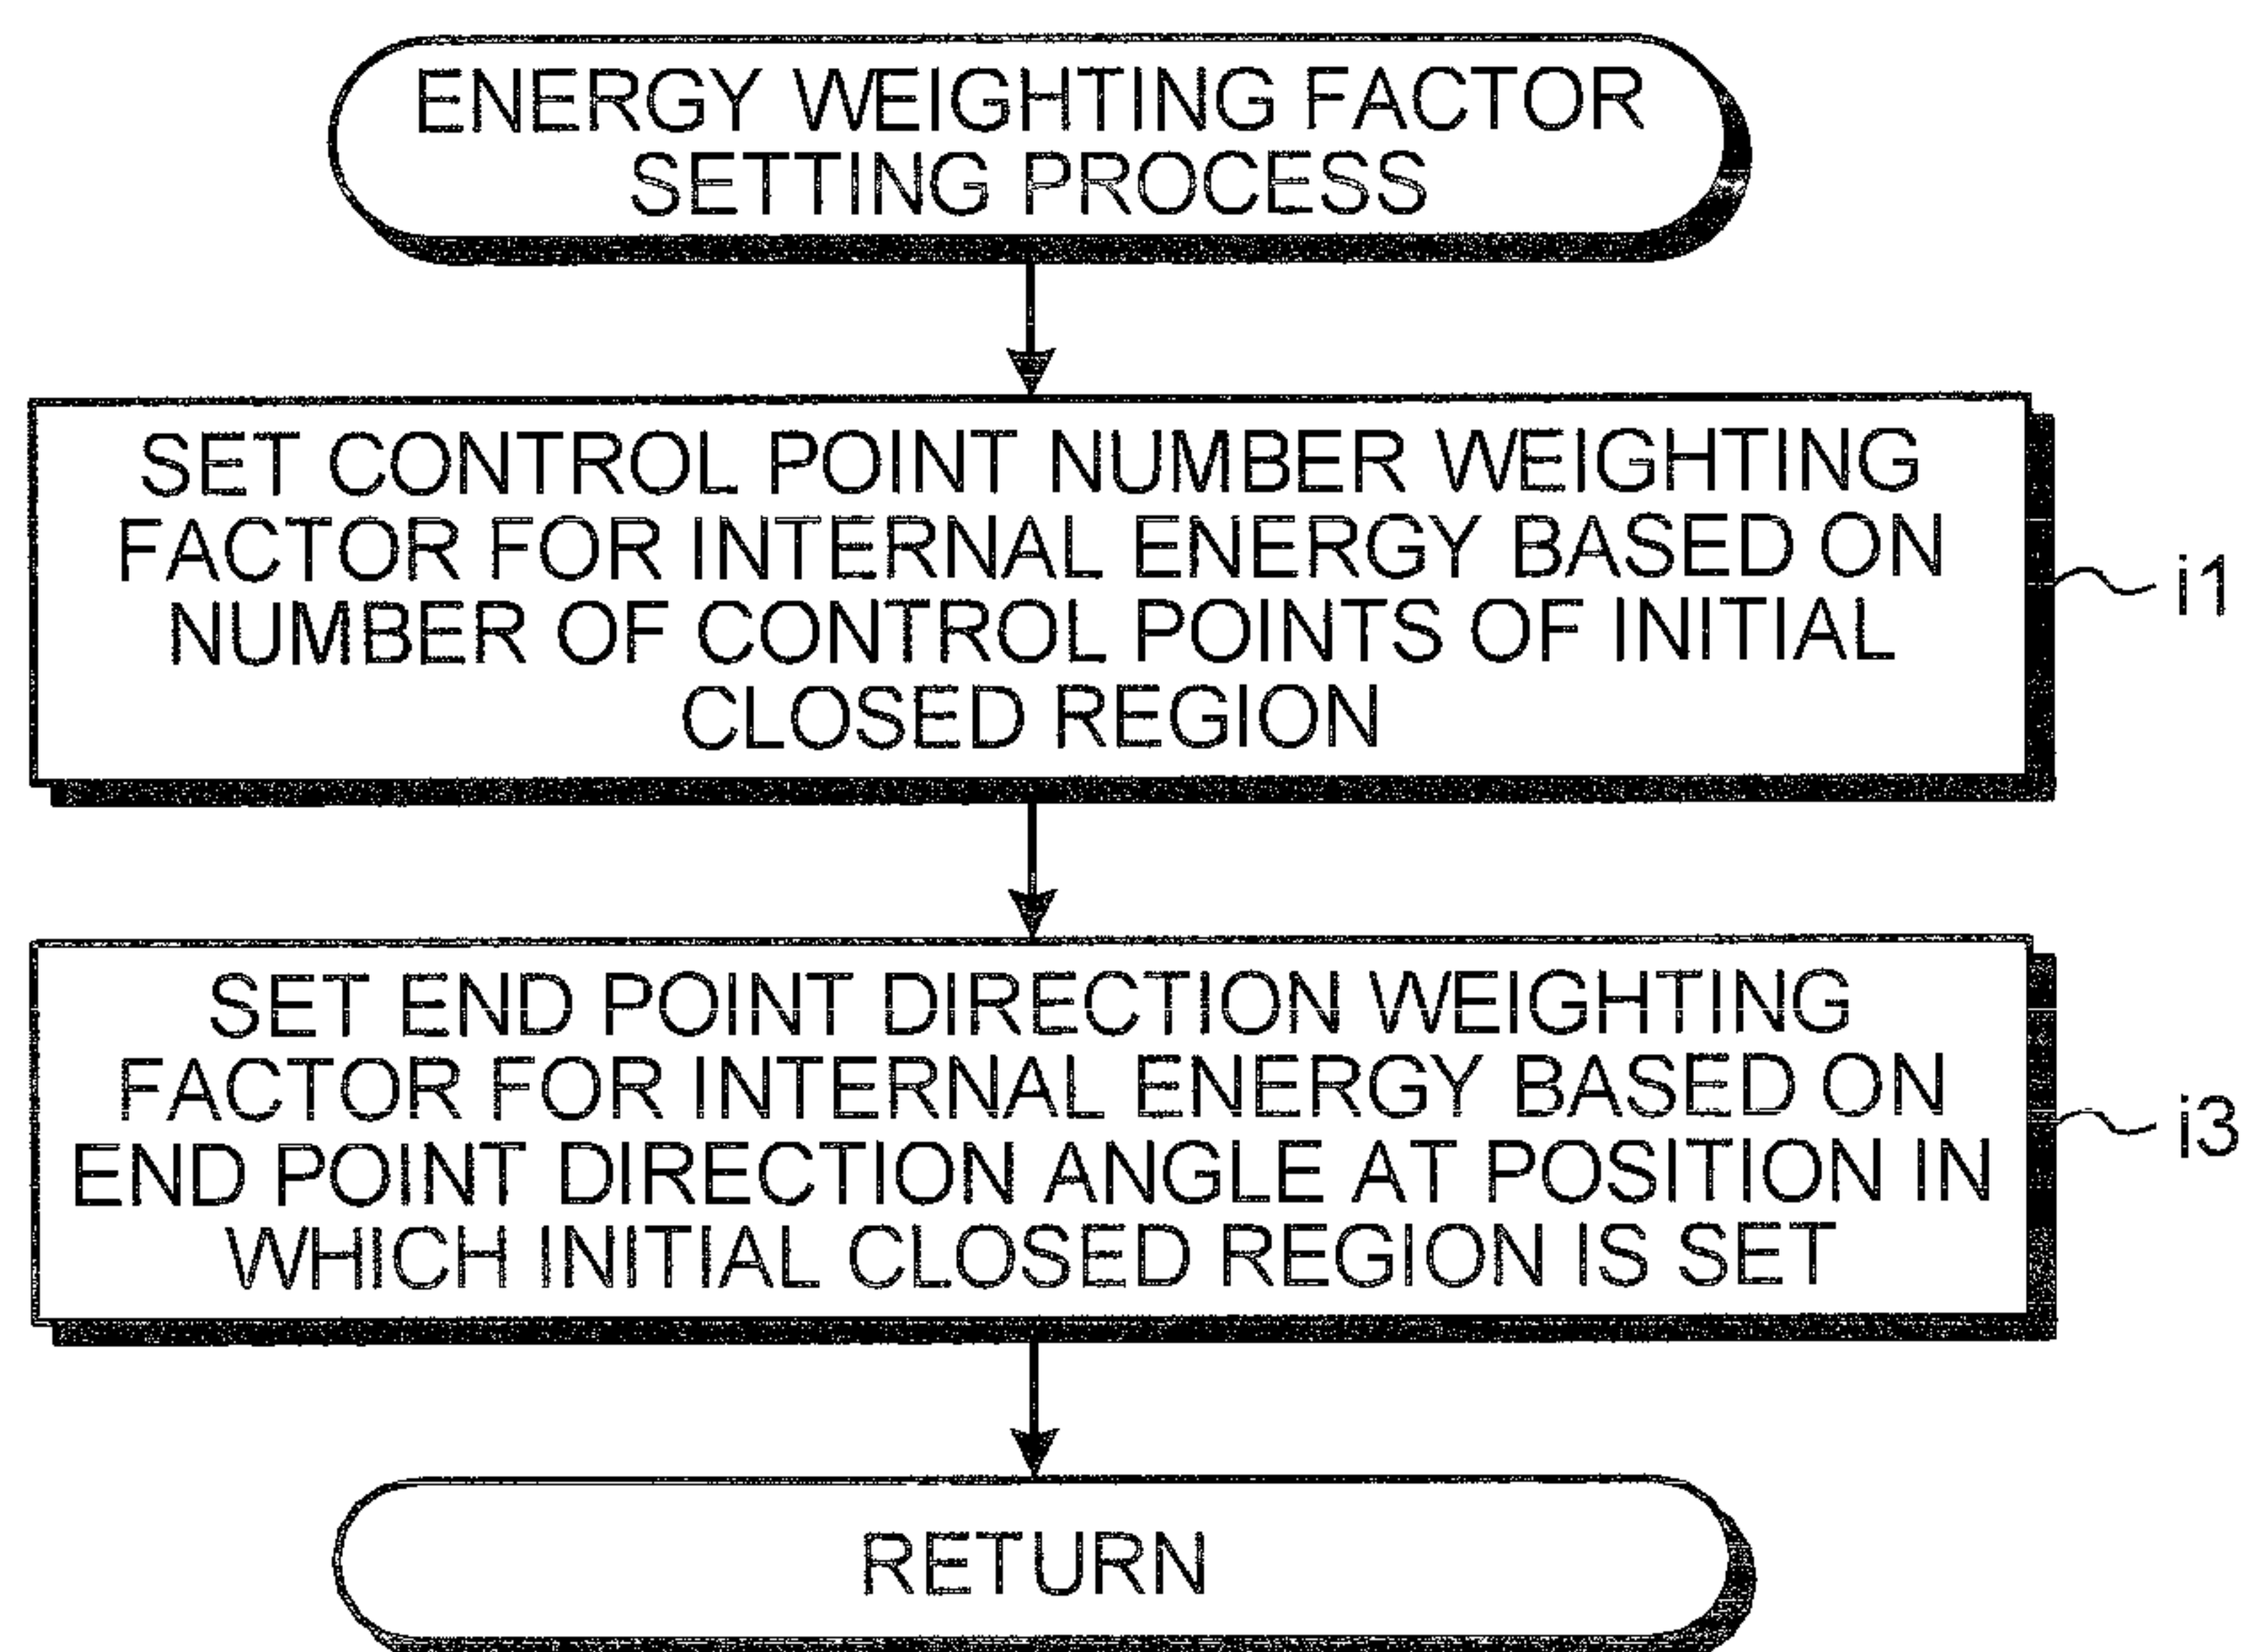 ENERGY WEIGHTING FACTOR
SETTING PROCESS
SET CONTROL POINT NUMBER WEIGHTING
FACTOR FOR INTERNAL ENERGY BASED ON
NUMBER OF CONTROL POINTS OF INITIAL
CLOSED REGION
i1
SET END POINT DIRECTION WEIGHTING
FACTOR FOR INTERNAL ENERGY BASED ON
END POINT DIRECTION ANGLE AT POSITION IN
WHICH INITIAL CLOSED REGION IS SET
i3
RETURN